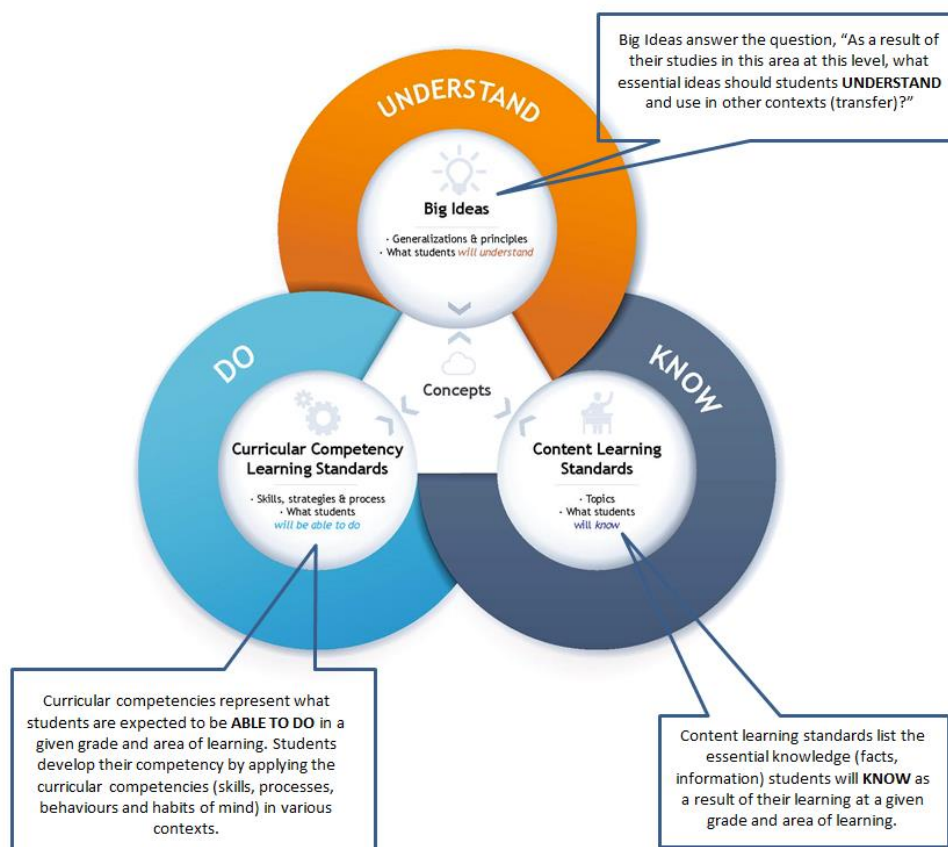 Big Ideas answer the question, “As a result of
their studies in this area at this level, what
essential ideas should students UNDERSTAND
and use in other contexts (transfer)?”
UNDERSTAND
Big Ideas
· Generalizations & principles
· What students will understand
DO
KNOW
Concepts
Curricular Competency
Learning Standards
· Skills, strategies & process
· What students
will be able to do
Content Learning
Standards
· Topics
· What students
will know
Curricular competencies represent what
students are expected to be ABLE TO DO in a
given grade and area of learning. Students
develop their competency by applying the
curricular competencies (skills, processes,
behaviours and habits of mind) in various
contexts.
Content learning standards list the
essential knowledge (facts,
information) students will KNOW as
a result of their learning at a given
grade and area of learning.